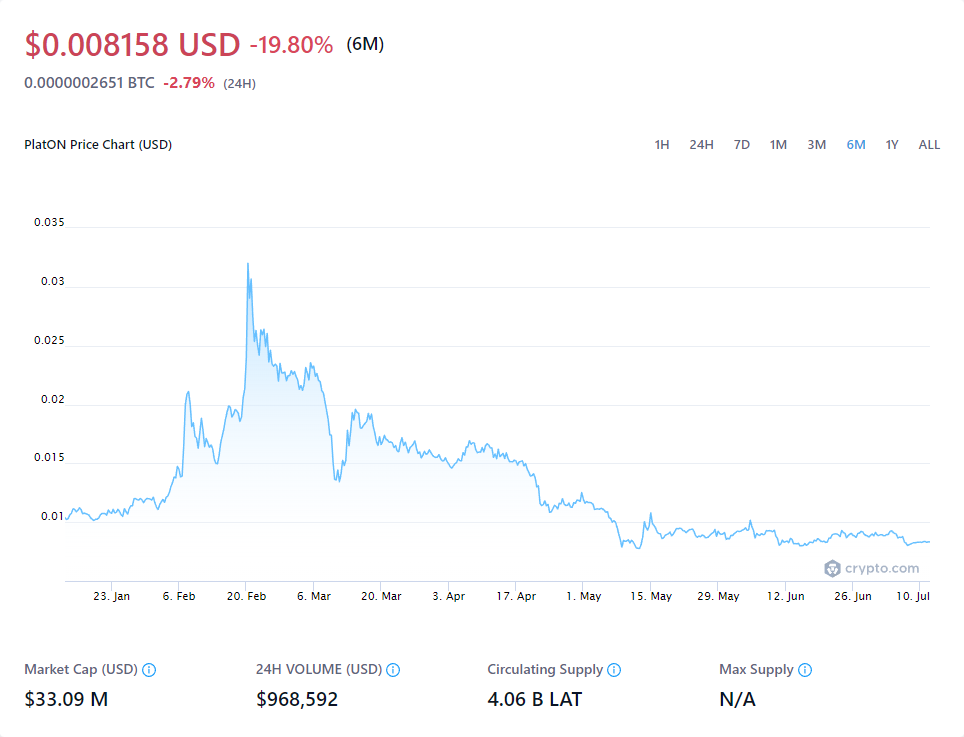 $0.008158 USD -19.80% (6M)
0.0000002651 BTC -2.79% (24H)
PlatON Price Chart (USD) 1H 24H 7D 1M 3M 6M 1Y ALL
0.035
0.03
0.025
0.02
0.015
0.01
crypto.com
23. Jan 6. Feb 20. Feb 6. Mar 20. Mar 3. Apr 17. Apr 1. May 15. May 29. May 12. Jun 26. Jun 10. Jul
Market Cap (USD) 24H VOLUME (USD) Circulating Supply Max Supply
$33.09 M $968,592 4.06 B LAT N/A